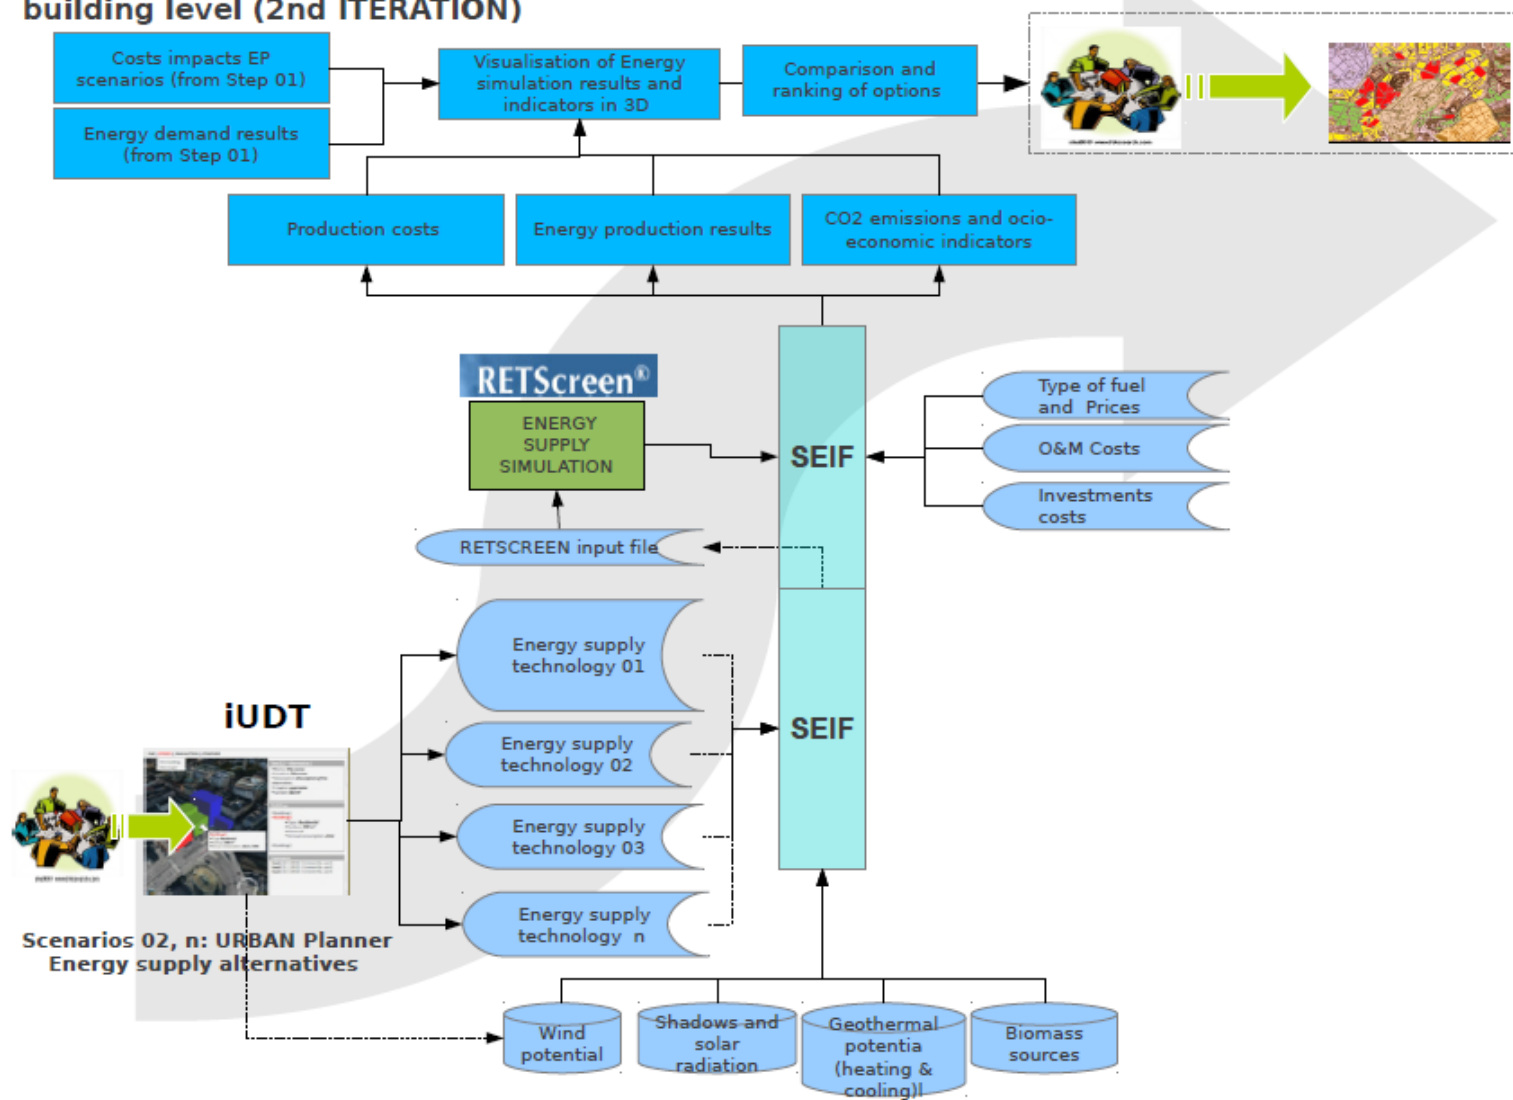 building level (2nd ITERATION)
Costs impacts EP
scenarios (from Step 01)
Energy demand results
(from Step 01)
Visualisation of Energy
simulation results and
indicators in 3D
Comparison and
ranking of options
Production costs
Energy production results
CO2 emissions and ocio-
economic indicators
RETScreen®
ENERGY
SUPPLY
SIMULATION
SEIF
Type of fuel
and Prices
O&M Costs
Investments
costs
RETSCREEN input file
Energy supply
technology 01
Energy supply
technology 02
Energy supply
technology 03
Energy supply
technology n
SEIF
iUDT
Scenarios 02, n: URBAN Planner
Energy supply alternatives
Wind
potential
Shadows and
solar
radiation
Geothermal
potentia
(heating &
cooling)l
Biomass
sources